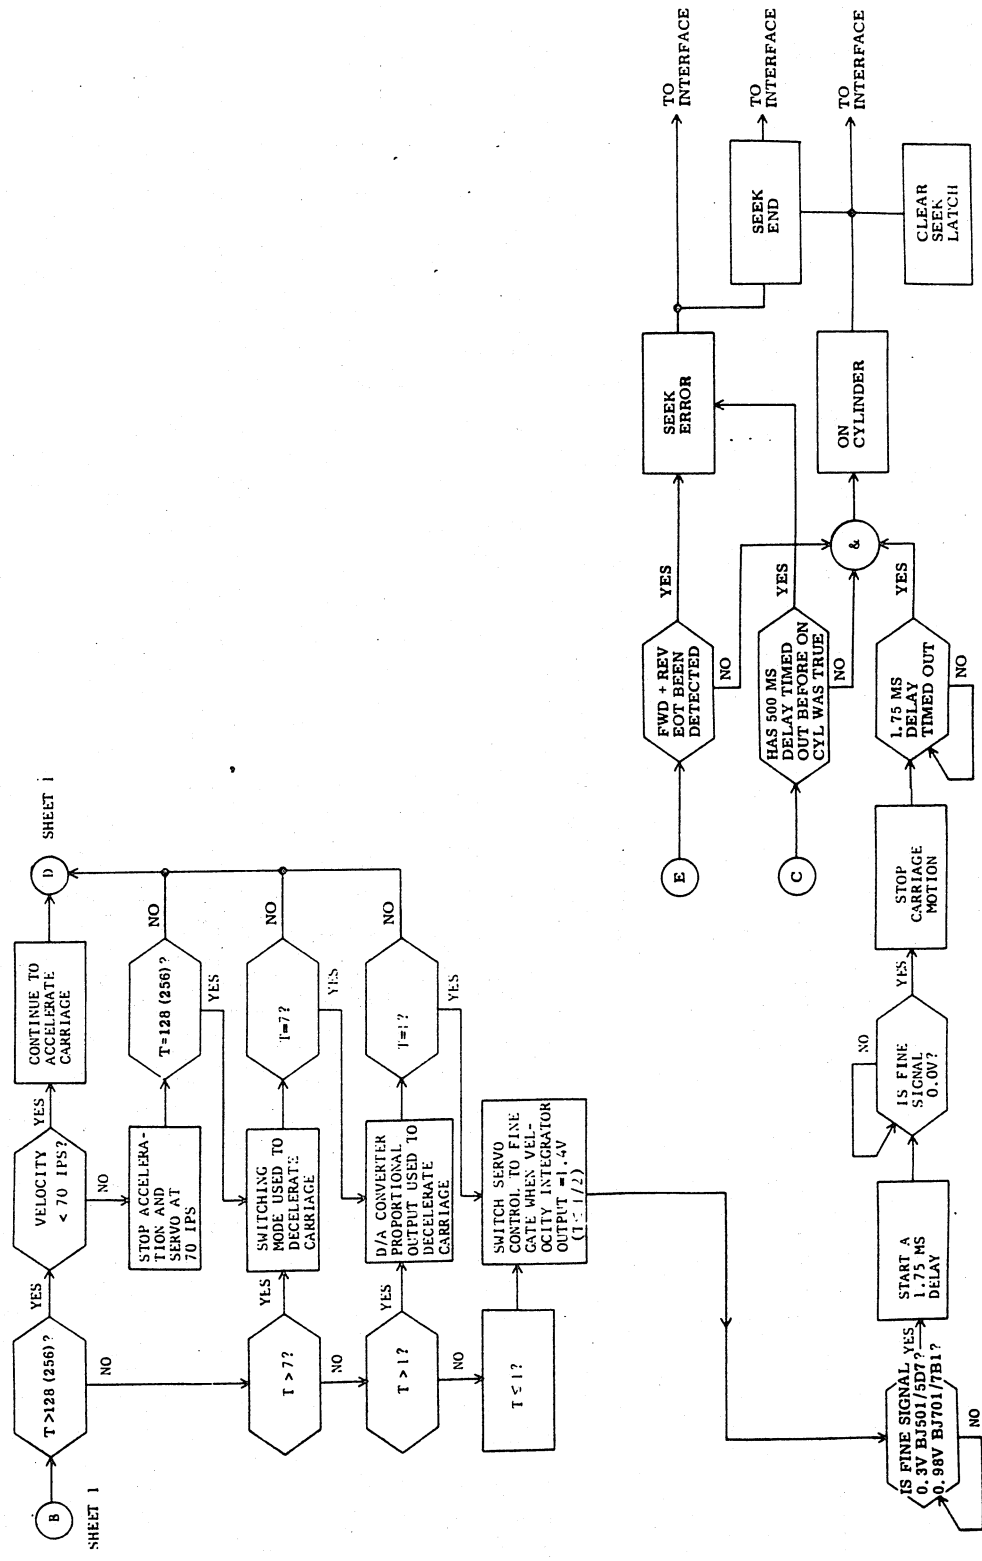 B
SHEET 1
T >128 (256) ?
YES
NO
VELOCITY
< 70 IPS?
YES
NO
CONTINUE TO
ACCELERATE
CARRIAGE
D
SHEET 1
STOP ACCELERA-
TION AND
SERVO AT
70 IPS
T=128 (256) ?
NO
YES
T > 7 ?
YES
NO
SWITCHING
MODE USED TO
DECELERATE
CARRIAGE
T=7 ?
NO
YES
T > 1 ?
YES
NO
D/A CONVERTER
PROPORTIONAL
OUTPUT USED TO
DECELERATE
CARRIAGE
T=1 ?
NO
YES
T ≤ 1 ?
SWITCH SERVO
CONTROL TO FINE
GATE WHEN VEL-
OCITY INTEGRATOR
OUTPUT =1.4V
(T ≤ 1/2)
E
FWD + REV
EOT BEEN
DETECTED
YES
NO
SEEK
ERROR
TO
INTERFACE
SEEK
END
TO
INTERFACE
C
HAS 500 MS
DELAY TIMED
OUT BEFORE ON
CYL WAS TRUE
YES
NO
&
ON
CYLINDER
TO
INTERFACE
CLEAR
SEEK
LATCH
IS FINE SIGNAL
0.3V BJ501/5D7?
0.98V BJ701/7B1?
YES
NO
START A
1.75 MS
DELAY
IS FINE
SIGNAL
0.0V?
NO
YES
STOP
CARRIAGE
MOTION
1.75 MS
DELAY
TIMED OUT
YES
NO